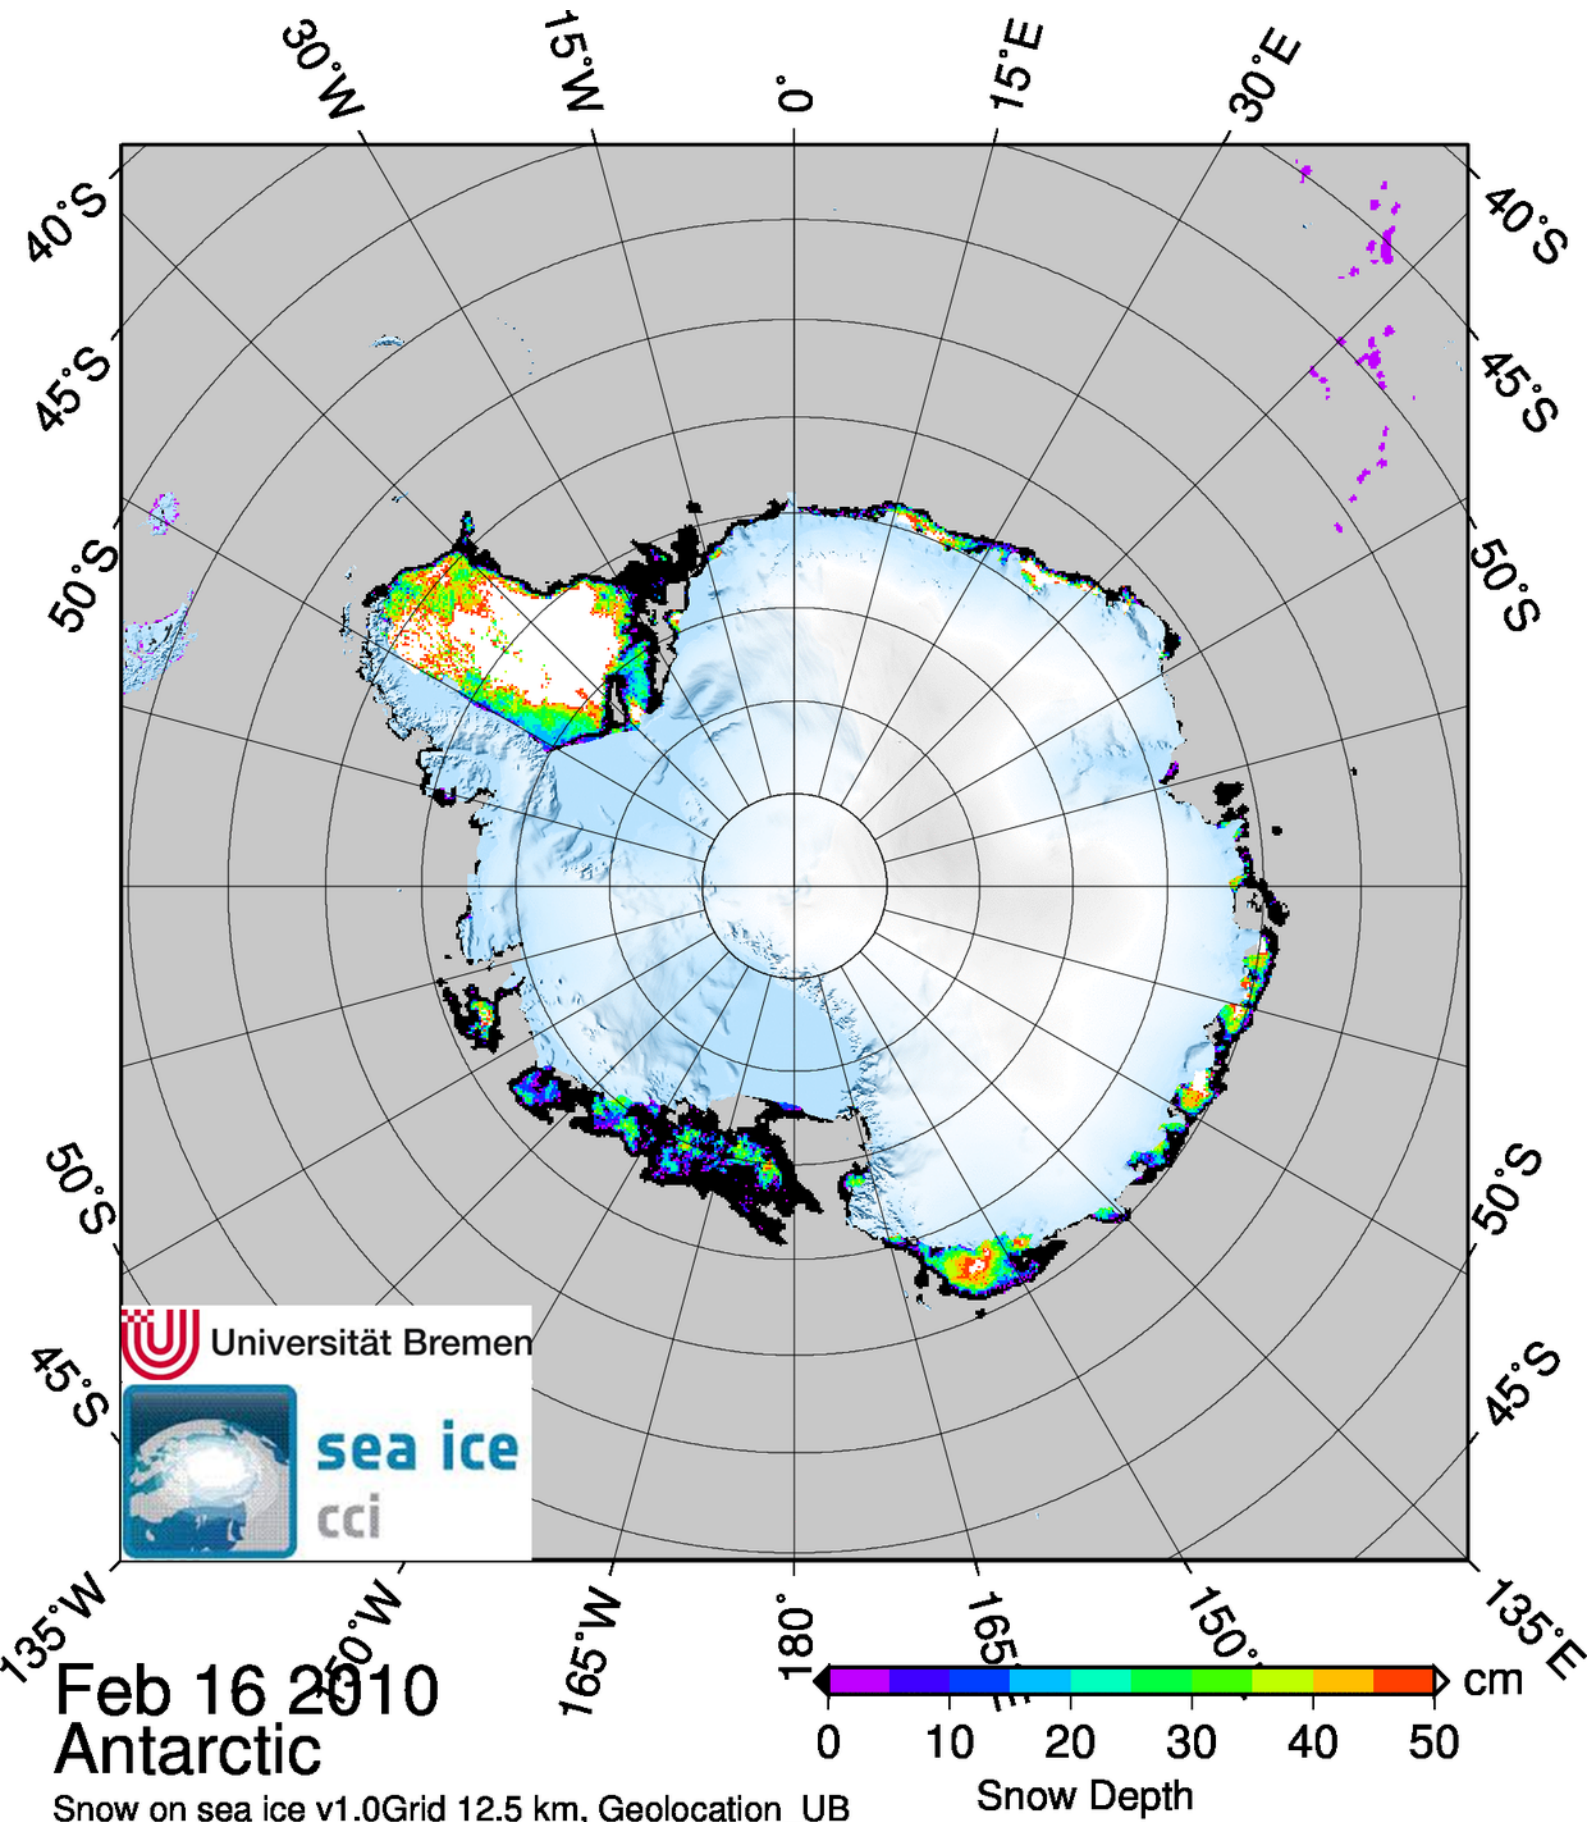 30°W 15°W 0° 15°E 30°E
40°S 40°S
45°S 45°S
50°S 50°S
50°S 50°S
45°S 45°S
Universität Bremen
sea ice
cci
135°W 150°W 165°W 180° 165°E 150° 135°E
Feb 16 2010
Antarctic
Snow on sea ice v1.0Grid 12.5 km, Geolocation UB
cm
0 10 20 30 40 50
Snow Depth